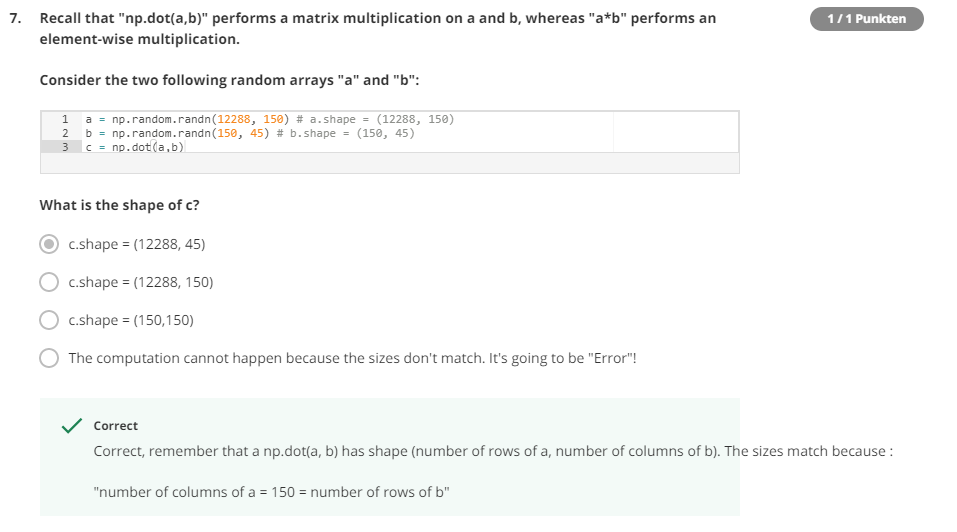 7. Recall that "np.dot(a,b)" performs a matrix multiplication on a and b, whereas "a*b" performs an
1 / 1 Punkten
element-wise multiplication.
Consider the two following random arrays "a" and "b":
1 a = np.random.randn(12288, 150) # a.shape = (12288, 150)
2 b = np.random.randn(150, 45) # b.shape = (150, 45)
3 c = np.dot(a,b)
What is the shape of c?
c.shape = (12288, 45)
c.shape = (12288, 150)
c.shape = (150,150)
The computation cannot happen because the sizes don't match. It's going to be "Error"!
Correct
Correct, remember that a np.dot(a, b) has shape (number of rows of a, number of columns of b). The sizes match because :
"number of columns of a = 150 = number of rows of b"